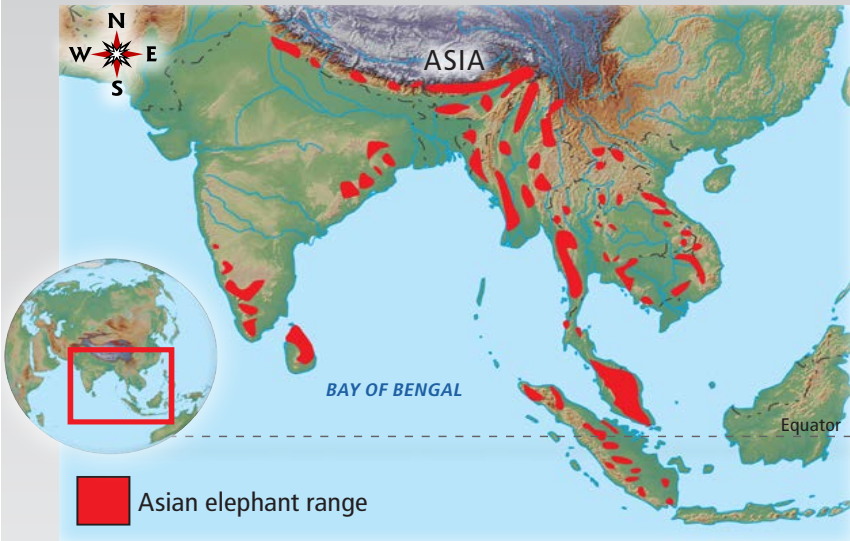 N
W E
S
ASIA
BAY OF BENGAL
Equator
Asian elephant range